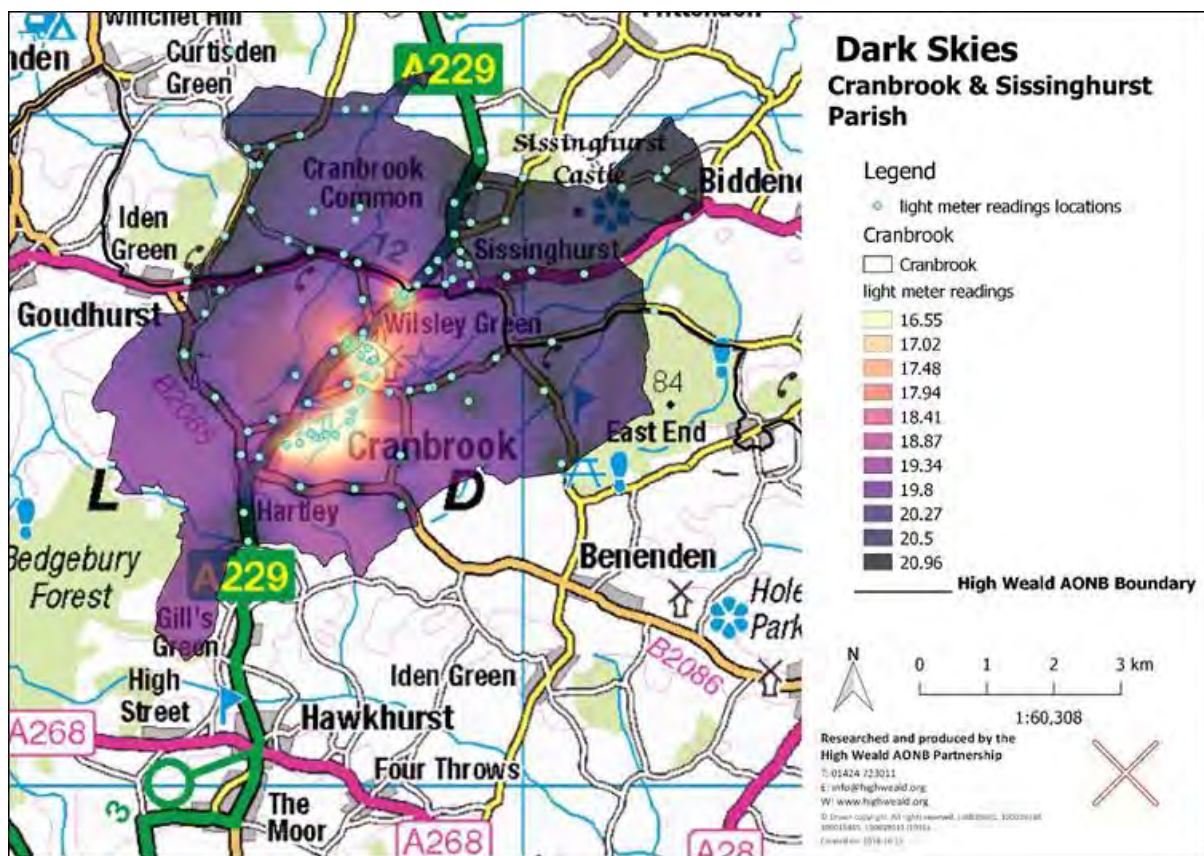 Winchet Hill
Curtisden
Green
A229
Sissinghurst
Castle
Cranbrook
Common
Iden
Green
72
Sissinghurst
Goudhurst
Wilsley Green
B2085
84
East End
Cranbrook
L
D
Hartley
Bedgebury
Forest
A229
Benenden
Gill's
Green
Iden Green
B2086
High
Street
Hawkhurst
A268
Four Throws
3
The
Moor
A268
A28
Dark Skies
Cranbrook & Sissinghurst
Parish
Legend
light meter readings locations
Cranbrook
Cranbrook
light meter readings
16.55
17.02
17.48
17.94
18.41
18.87
19.34
19.8
20.27
20.5
20.96
High Weald AONB Boundary
N
0 1 2 3 km
1:60,308
Researched and produced by the
High Weald AONB Partnership
T: 01424 723011
E: info@highweald.org
W: www.highweald.org